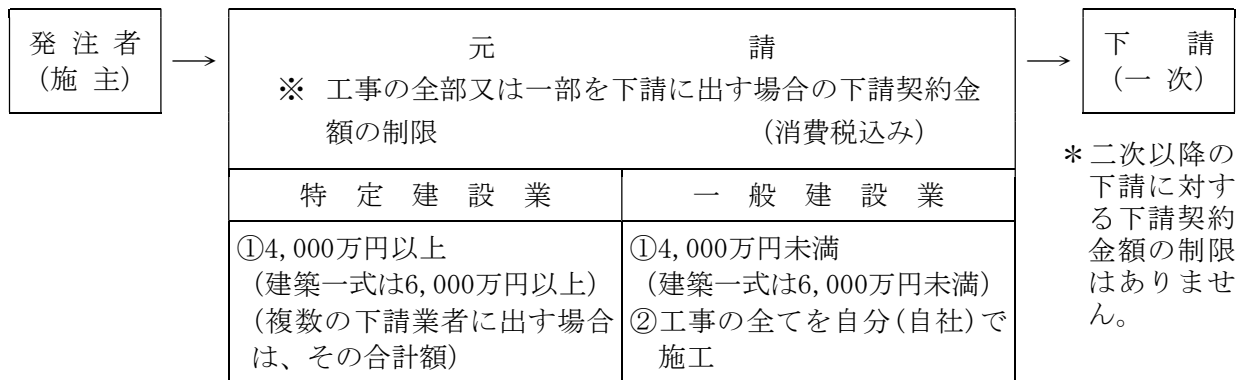 発注者
(施主)
→
元請
※ 工事の全部又は一部を下請に出す場合の下請契約金
額の制限 (消費税込み)
特定建設業
①4,000万円以上
(建築一式は6,000万円以上)
(複数の下請業者に出す場合
は、その合計額)
一般建設業
①4,000万円未満
(建築一式は6,000万円未満)
②工事の全てを自分(自社)で
施工
→
下請
(一次)
*二次以降の
下請に対す
る下請契約
金額の制限
はありませ
ん。